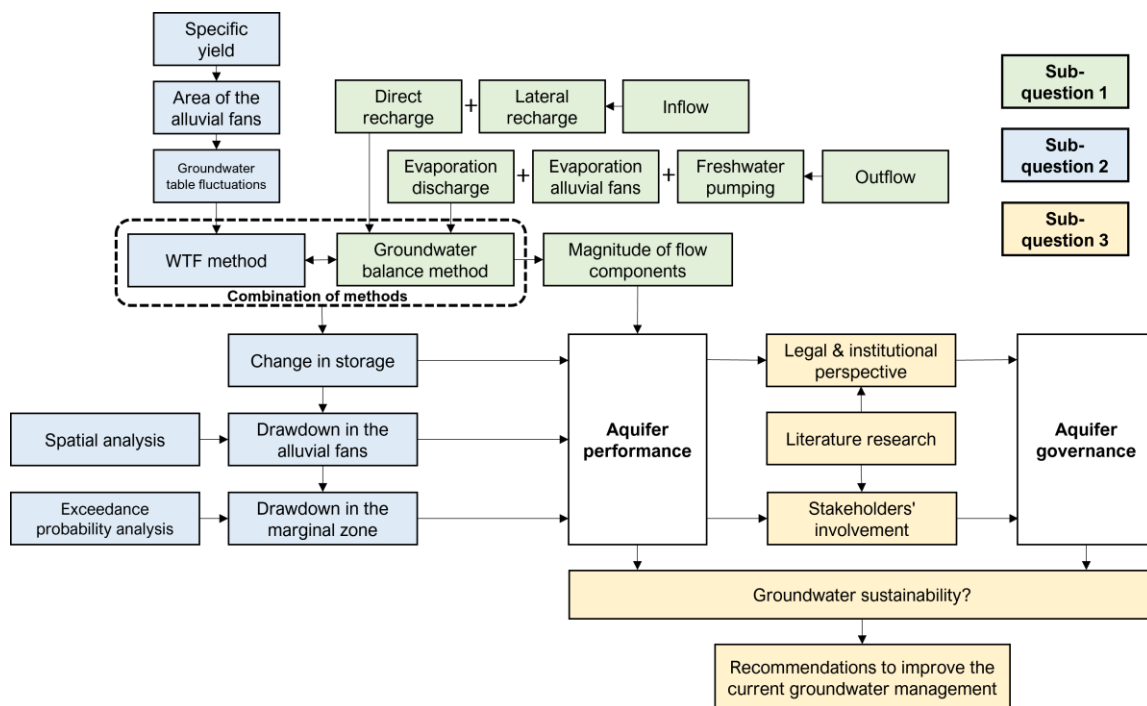 Specific
yield
Area of the
alluvial fans
Groundwater
table fluctuations
Direct
recharge
+
Lateral
recharge
Inflow
Evaporation
discharge
+
Evaporation
alluvial fans
+
Freshwater
pumping
Outflow
Sub-
question 1
Sub-
question 2
Sub-
question 3
WTF method
Groundwater
balance method
Combination of methods
Magnitude of flow
components
Change in storage
Spatial analysis
Drawdown in the
alluvial fans
Exceedance
probability analysis
Drawdown in the
marginal zone
Aquifer
performance
Legal & institutional
perspective
Literature research
Stakeholders'
involvement
Aquifer
governance
Groundwater sustainability?
Recommendations to improve the
current groundwater management